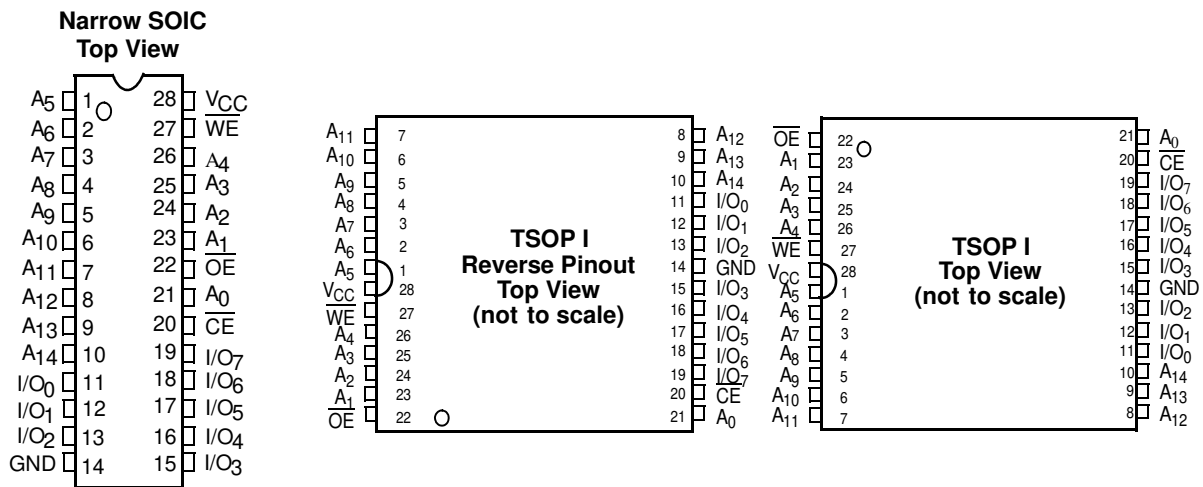 Narrow SOIC
Top View
A5 1 28 VCC
A6 2 27 WE
A7 3 26 A4
A8 4 25 A3
A9 5 24 A2
A10 6 23 A1
A11 7 22 OE
A12 8 21 A0
A13 9 20 CE
A14 10 19 I/O7
I/O0 11 18 I/O6
I/O1 12 17 I/O5
I/O2 13 16 I/O4
GND 14 15 I/O3
A11 7 8 A12
A10 6 9 A13
A9 5 10 A14
A8 4 11 I/O0
A7 3 12 I/O1
A6 2 13 I/O2
A5 1 14 GND
VCC 28 15 I/O3
WE 27 16 I/O4
A4 26 17 I/O5
A3 25 18 I/O6
A2 24 19 I/O7
A1 23 20 CE
OE 22 21 A0
TSOP I
Reverse Pinout
Top View
(not to scale)
OE 22 21 A0
A1 23 20 CE
A2 24 19 I/O7
A3 25 18 I/O6
A4 26 17 I/O5
WE 27 16 I/O4
VCC 28 15 I/O3
A5 1 14 GND
A6 2 13 I/O2
A7 3 12 I/O1
A8 4 11 I/O0
A9 5 10 A14
A10 6 9 A13
A11 7 8 A12
TSOP I
Top View
(not to scale)